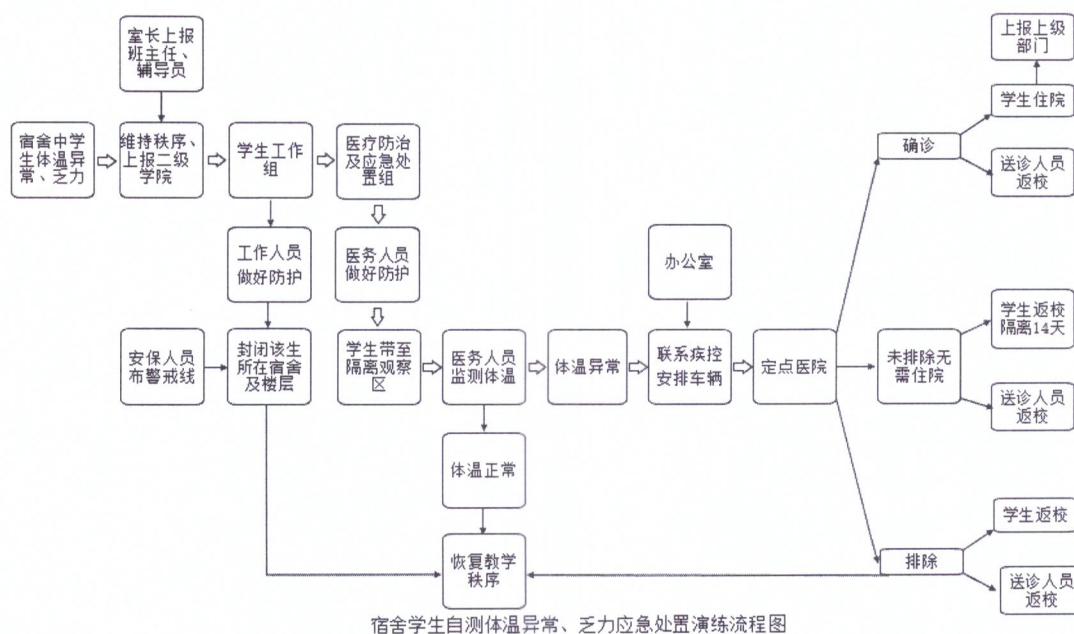 室长上报
班主任、
辅导员
上报上级
部门
学生住院
宿舍中学
生体温异
常、乏力
维持秩序、
上报二级
学院
学生工作
组
医疗防治
及应急处
置组
确诊
送诊人员
返校
工作人员
做好防护
医务人员
做好防护
办公室
安保人员
布警戒线
封闭该生
所在宿舍
及楼层
学生带至
隔离观察
区
医务人员
监测体温
体温异常
联系疾控
安排车辆
定点医院
未排除无
需住院
学生返校
隔离14天
送诊人员
返校
体温正常
恢复教学
秩序
排除
学生返校
送诊人员
返校
宿舍学生自测体温异常、乏力应急处置演练流程图